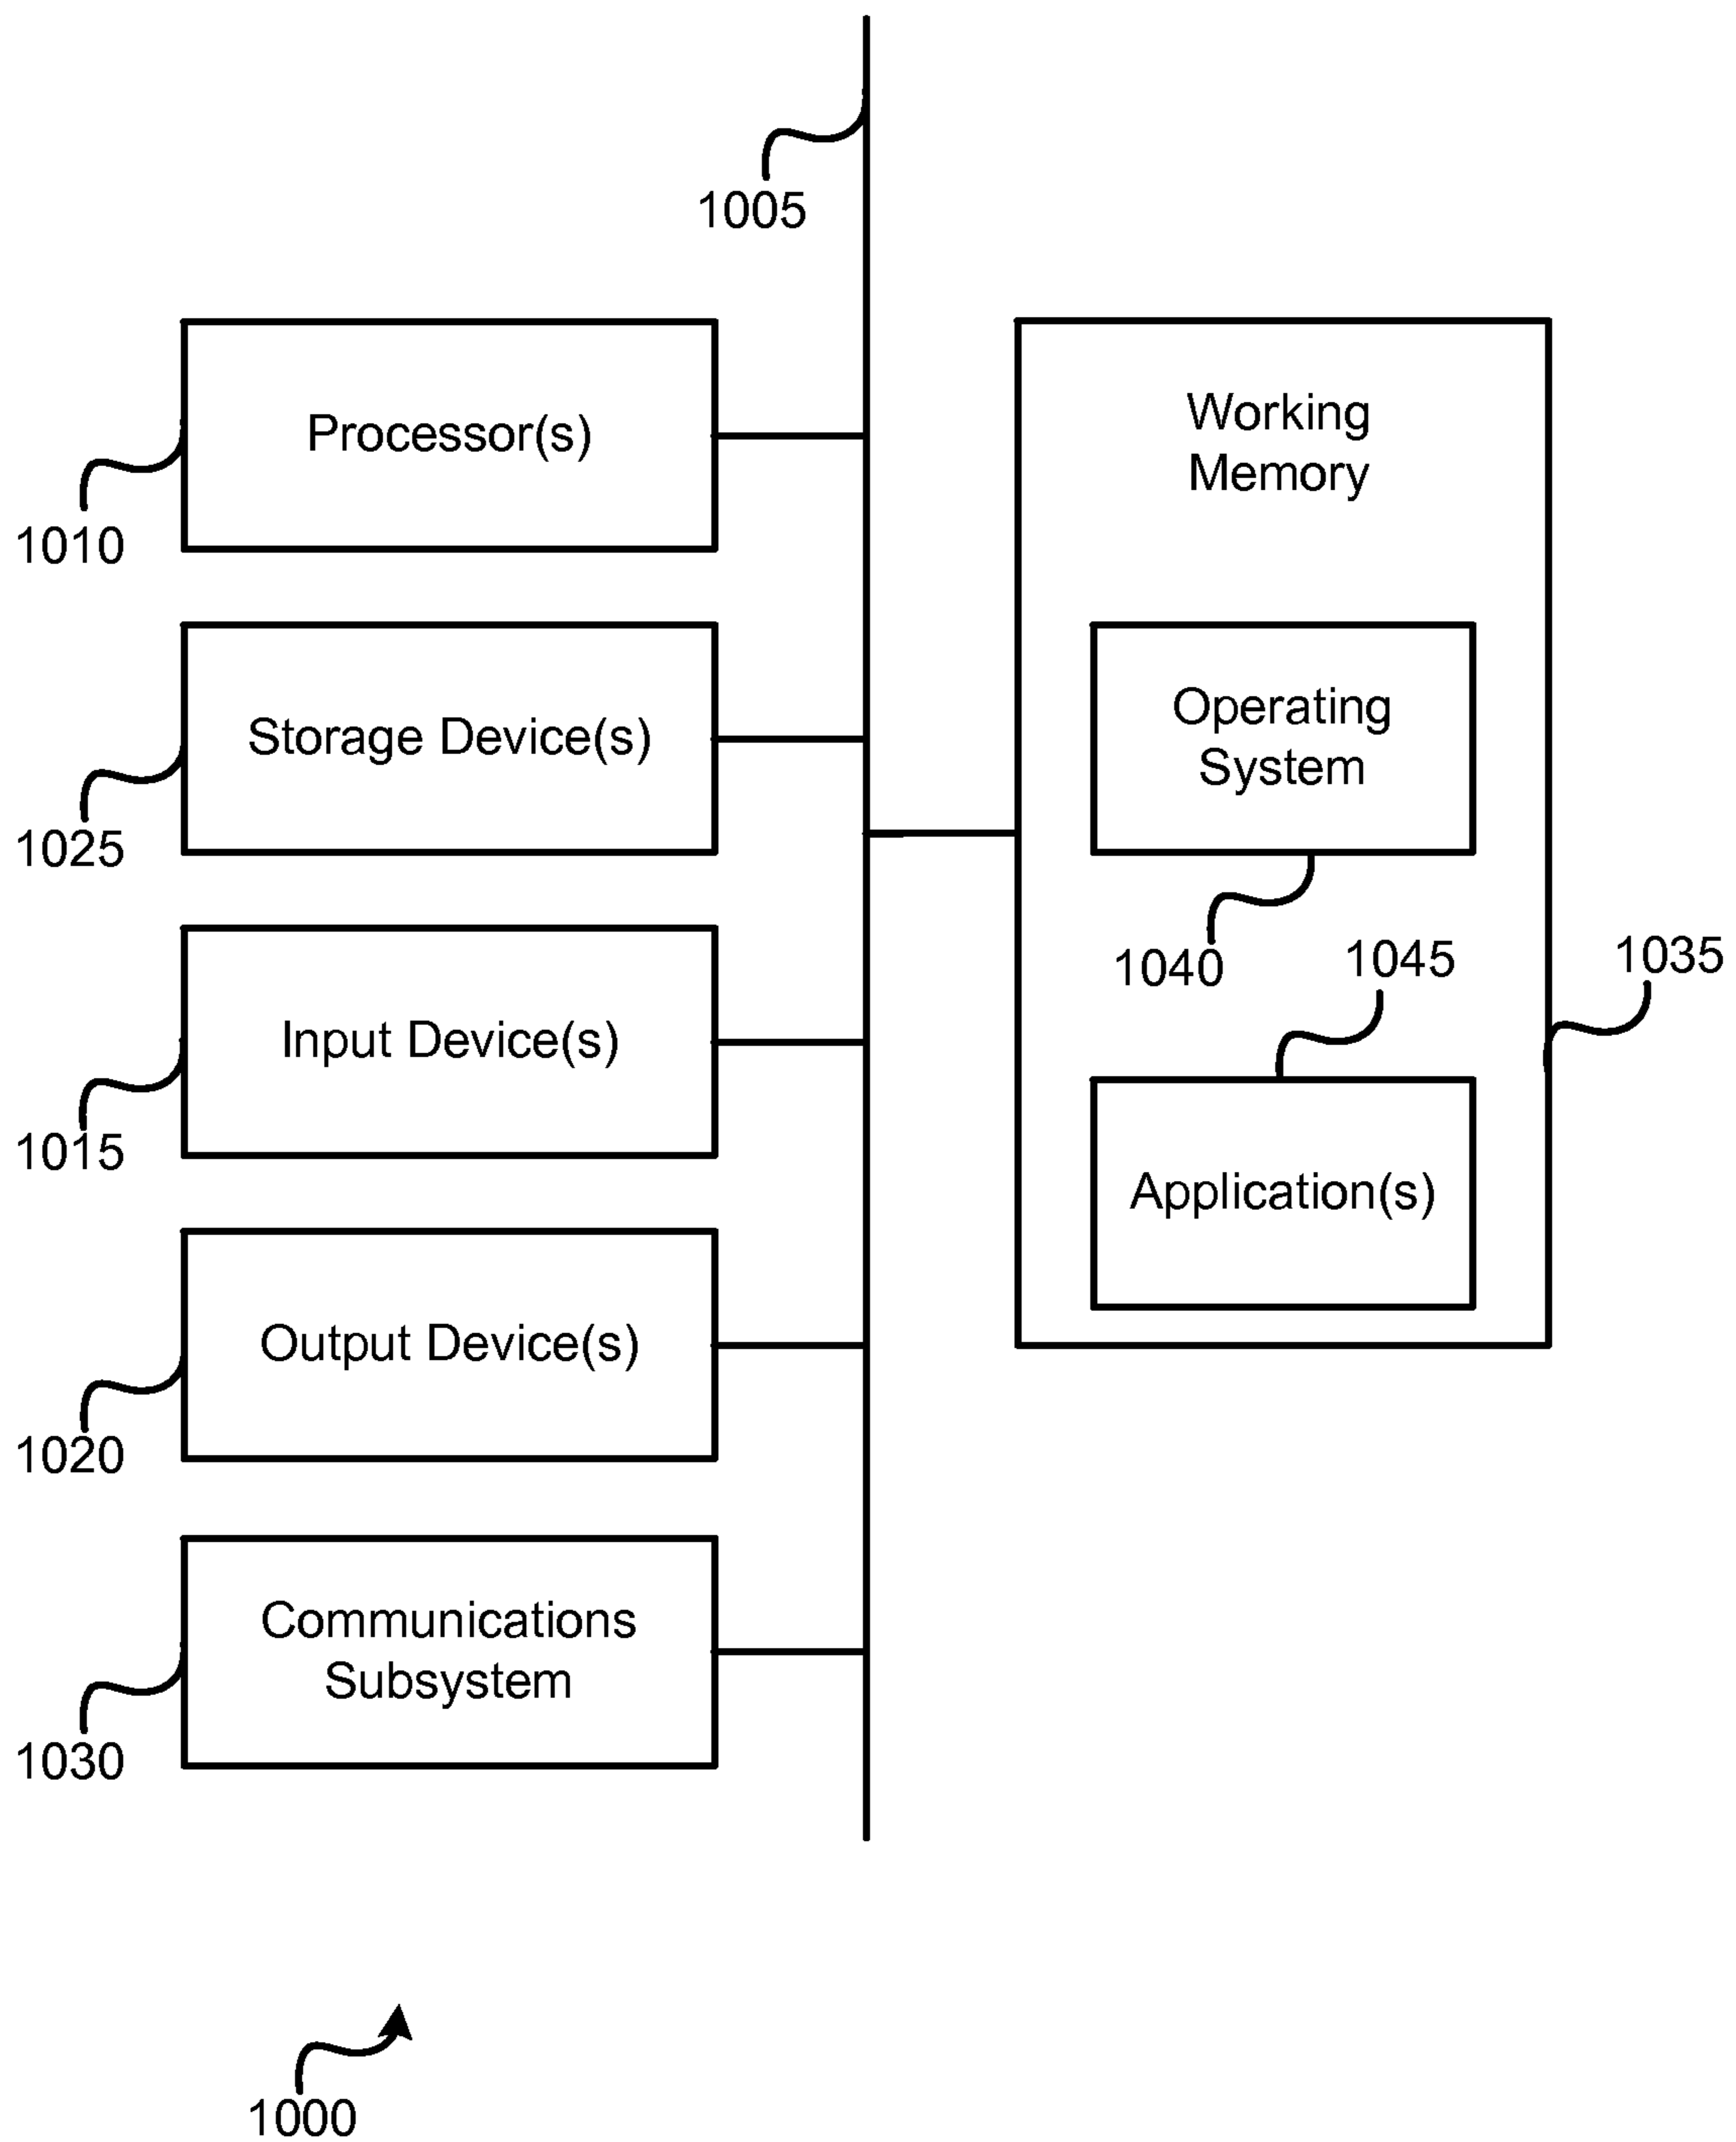 1005
Processor(s)
1010
Storage Device(s)
1025
Input Device(s)
1015
Output Device(s)
1020
Communications
Subsystem
1030
Working
Memory
Operating
System
1040
1045
1035
Application(s)
1000